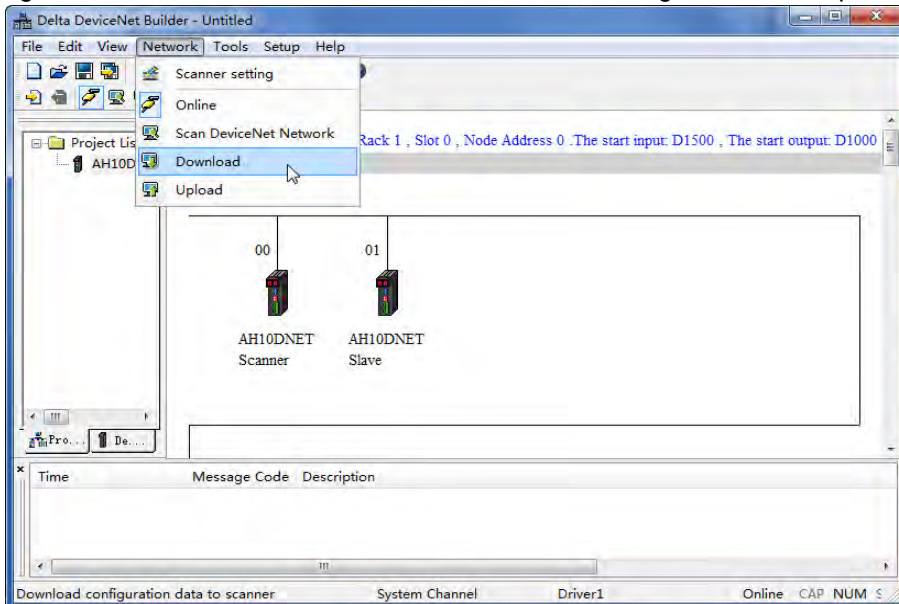 Delta DeviceNet Builder - Untitled
File Edit View Network Tools Setup Help
Scanner setting
Online
Scan DeviceNet Network
Download
Upload
Project Lis
AH10D
Rack 1 , Slot 0 , Node Address 0 .The start input: D1500 , The start output: D1000
00 01
AH10DNET AH10DNET
Scanner Slave
Pro... De...
Time Message Code Description
Download configuration data to scanner System Channel Driver1 Online CAP NUM S